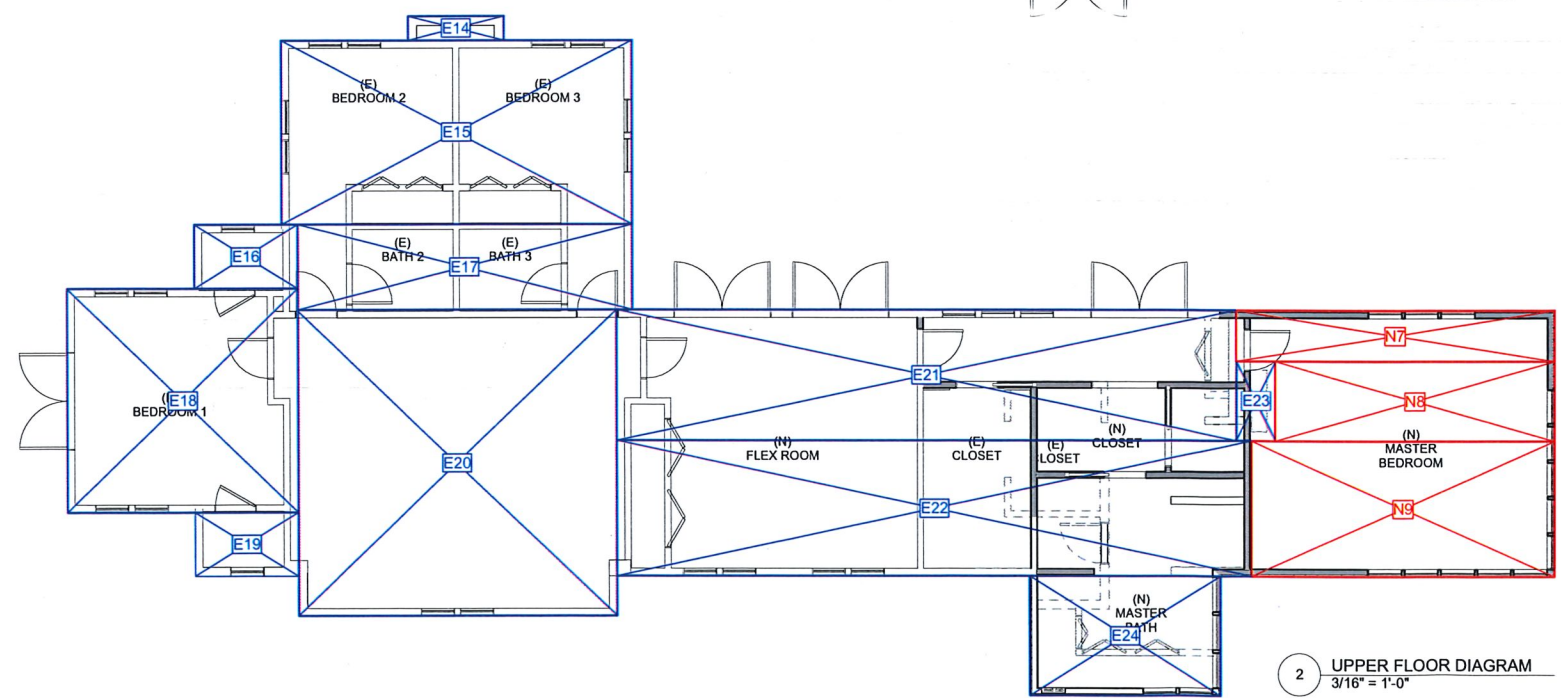 E14
(E)
BEDROOM 2
(E)
BEDROOM 3
E15
(E)
BATH 2
(E)
BATH 3
E16
E17
N7
E21
E23
N8
E18
BEDROOM 1
(N)
FLEX ROOM
(E)
CLOSET
(E)
CLOSET
(N)
CLOSET
(N)
MASTER
BEDROOM
E20
E22
N9
E19
(N)
MASTER
BATH
E24
2
UPPER FLOOR DIAGRAM
3/16" = 1'-0"